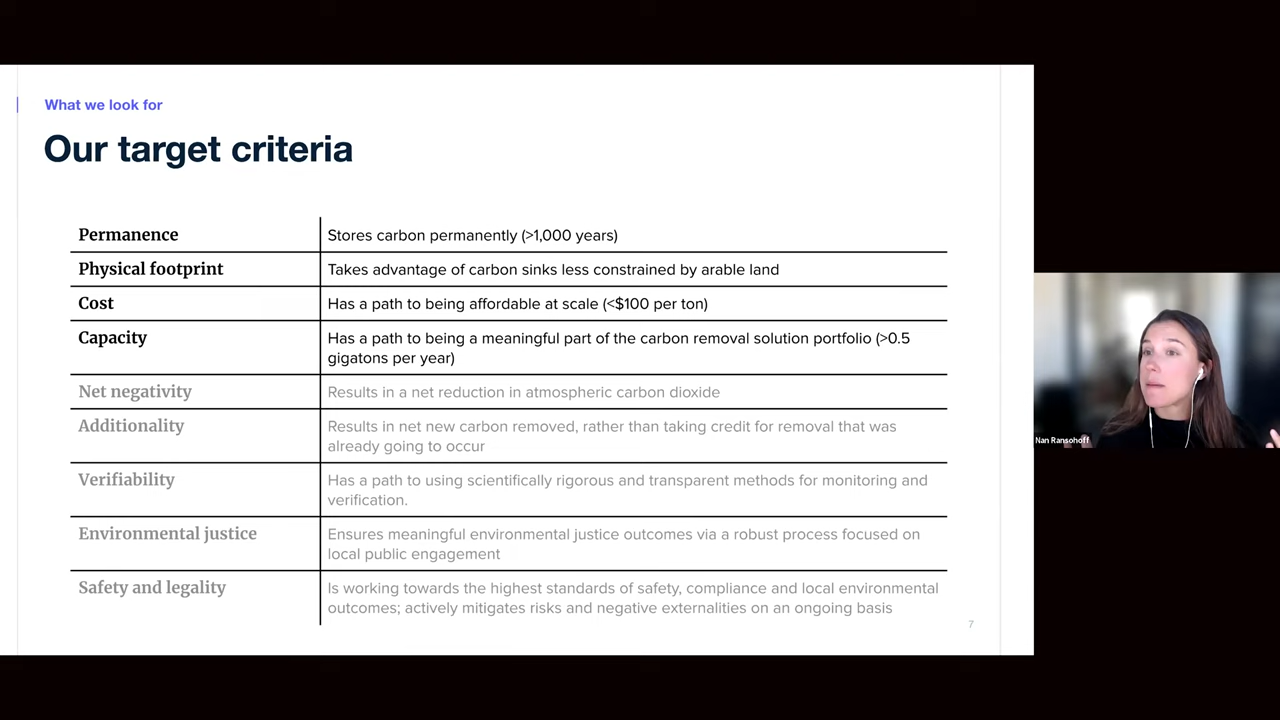 What we look for
Our target criteria
Permanence
Stores carbon permanently (>1,000 years)
Physical footprint
Takes advantage of carbon sinks less constrained by arable land
Cost
Has a path to being affordable at scale (<$100 per ton)
Capacity
Has a path to being a meaningful part of the carbon removal solution portfolio (>0.5
gigatons per year)
Net negativity
Results in a net reduction in atmospheric carbon dioxide
Additionality
Results in net new carbon removed, rather than taking credit for removal that was
already going to occur
Verifiability
Has a path to using scientifically rigorous and transparent methods for monitoring and
verification.
Environmental justice
Ensures meaningful environmental justice outcomes via a robust process focused on
local public engagement
Safety and legality
Is working towards the highest standards of safety, compliance and local environmental
outcomes; actively mitigates risks and negative externalities on an ongoing basis
7
Nan Ransohoff